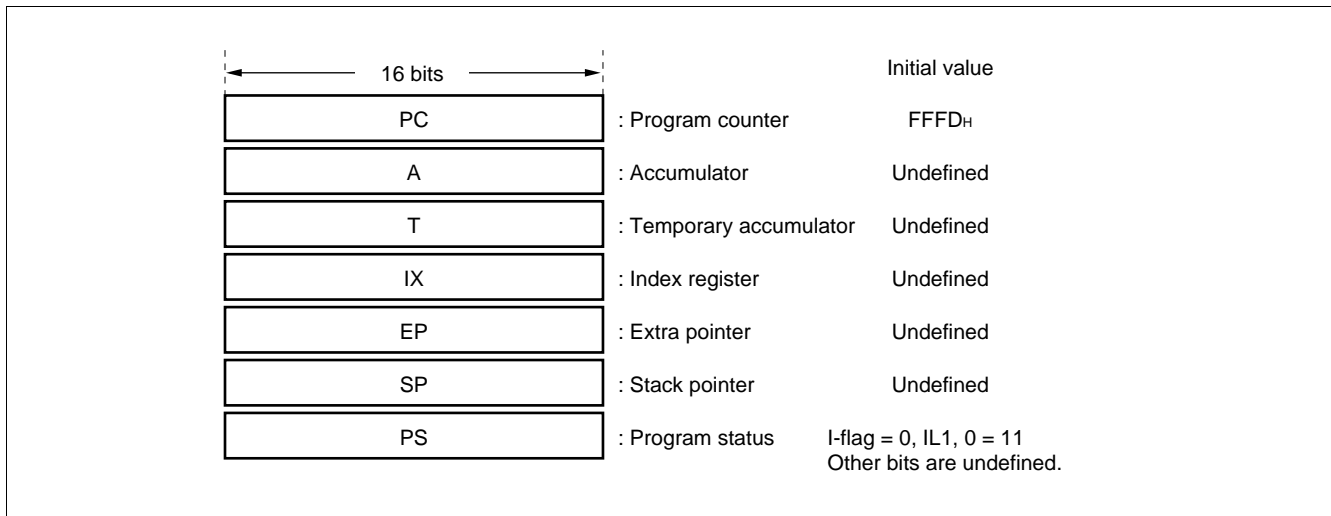 16 bits Initial value
PC : Program counter FFFDH
A : Accumulator Undefined
T : Temporary accumulator Undefined
IX : Index register Undefined
EP : Extra pointer Undefined
SP : Stack pointer Undefined
PS : Program status I-flag = 0, IL1, 0 = 11
Other bits are undefined.